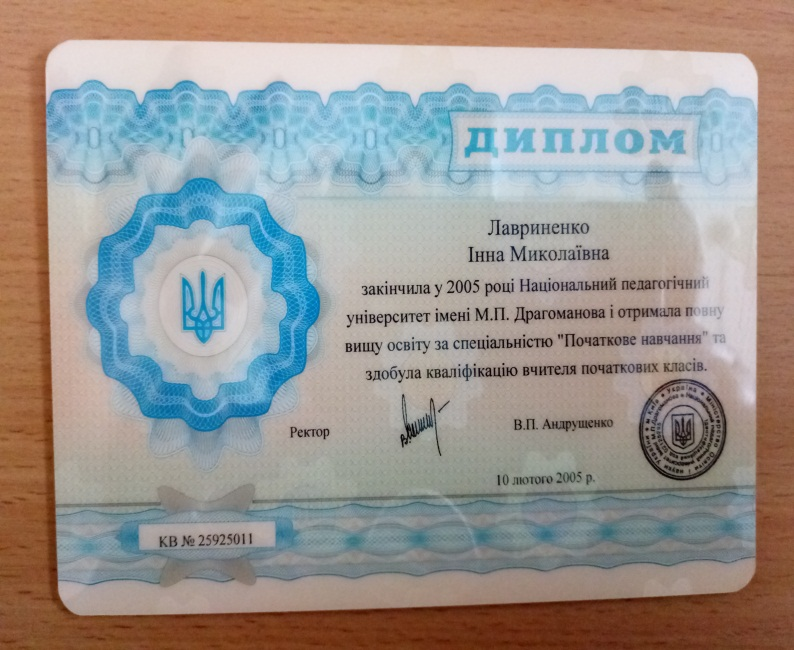 ДИПЛОМ
Лавриненко
Інна Миколаївна
закінчила у 2005 році Національний педагогічний
університет імені М.П. Драгоманова і отримала повну
вищу освіту за спеціальністю "Початкове навчання" та
здобула кваліфікацію вчителя початкових класів.
Ректор
В.П. Андрущенко
10 лютого 2005 р.
КВ № 25925011